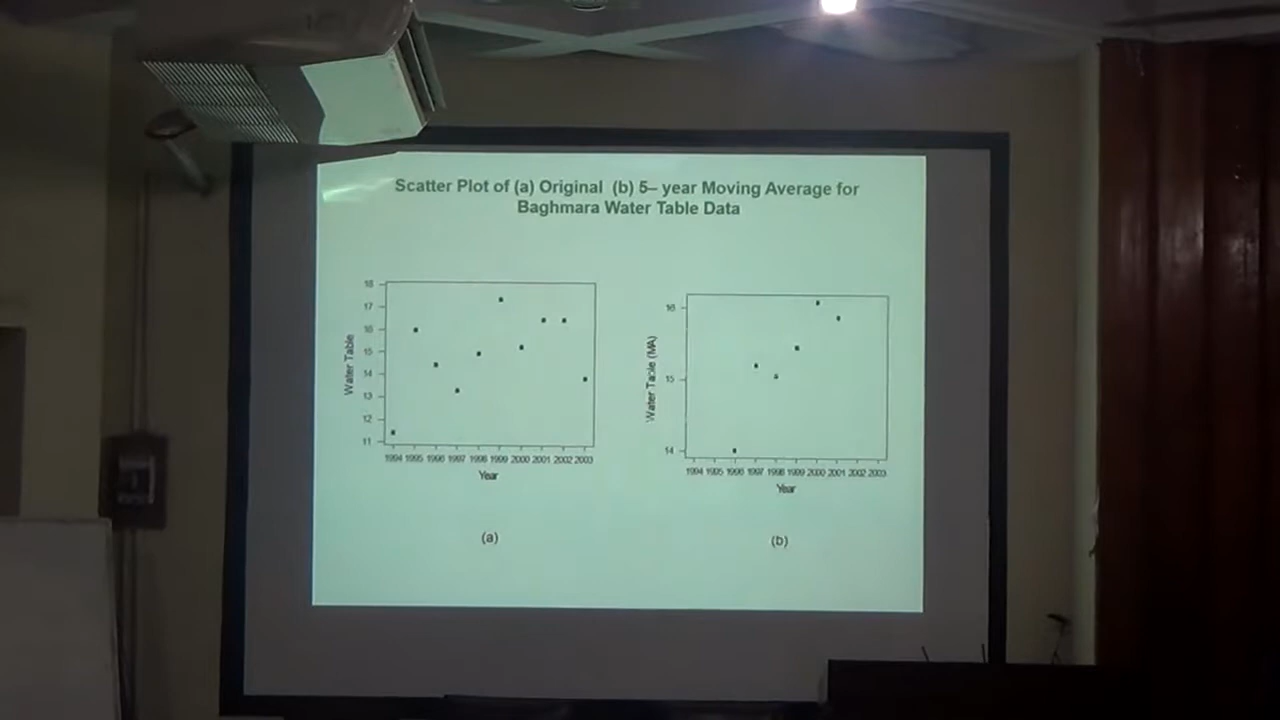 Scatter Plot of (a) Original (b) 5– year Moving Average for
Baghmara Water Table Data
18
17
16
15
14
13
12
11
Water Table
1994 1995 1996 1997 1998 1999 2000 2001 2002 2003
Year
(a)
16
15
14
Water Table (MA)
1994 1995 1996 1997 1998 1999 2000 2001 2002 2003
Year
(b)